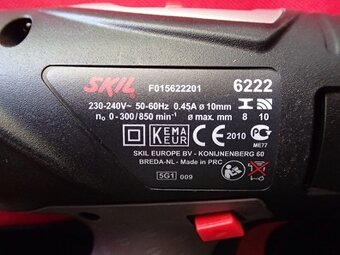 SKIL F015622201 6222
230-240V~ 50-60Hz 0.45A ø 10mm
n₀ 0-300/850 min⁻¹ ø max. mm 8 10
KEMA KEUR CE 2010 ME77
SKIL EUROPE BV - KONIJNENBERG 60
BREDA-NL- Made in PRC
5G1 009